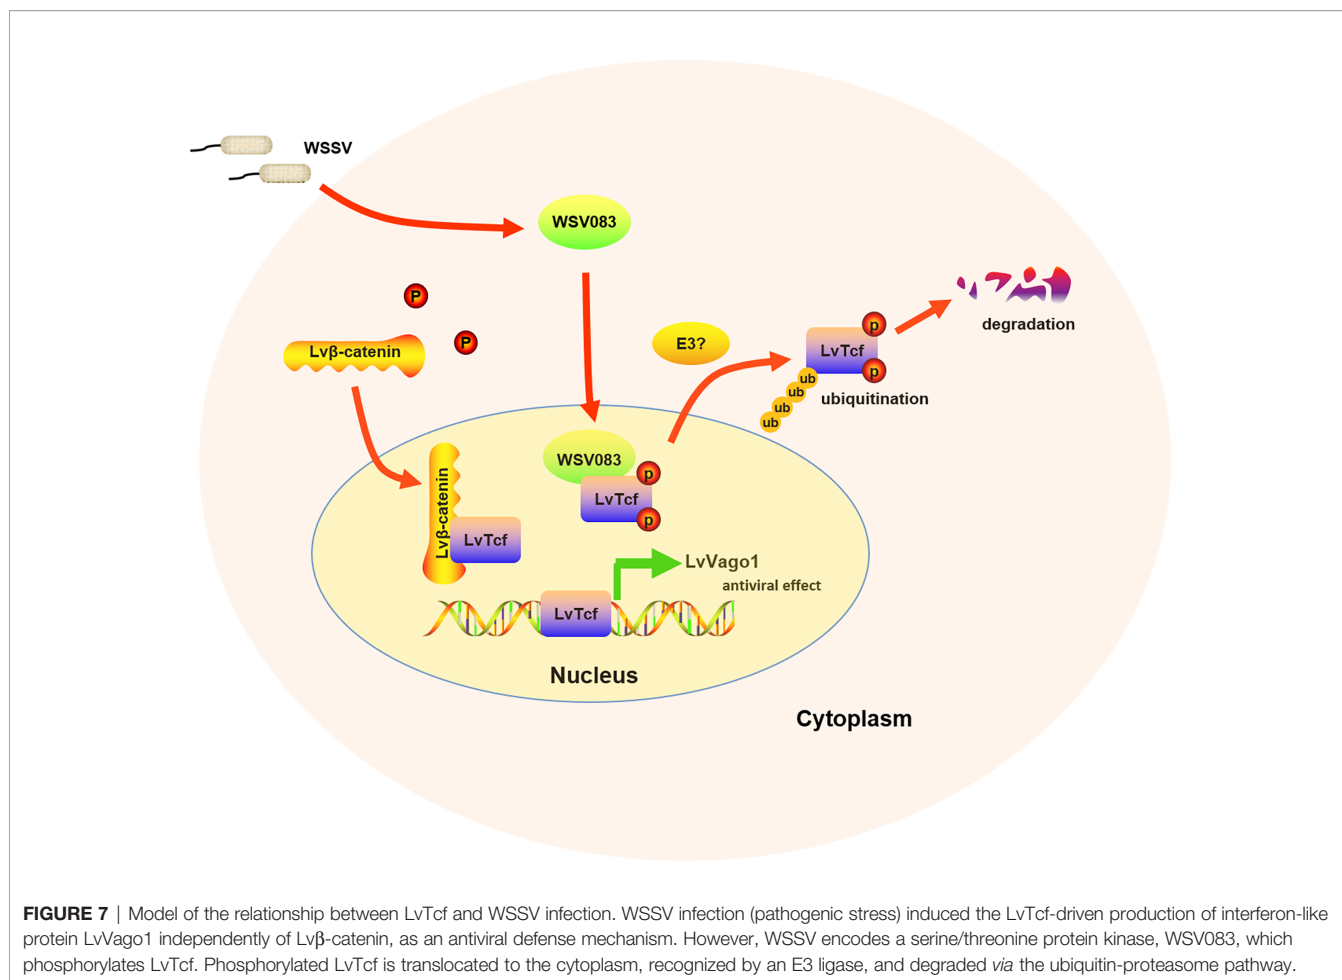 WSSV
WSV083
P
P
Lvβ-catenin
E3?
p
LvTcf
p
ub
ub
ub
ub
ubiquitination
degradation
WSV083
p
LvTcf
p
Lvβ-catenin
LvTcf
LvVago1
antiviral effect
LvTcf
Nucleus
Cytoplasm
FIGURE 7 | Model of the relationship between LvTcf and WSSV infection. WSSV infection (pathogenic stress) induced the LvTcf-driven production of interferon-like
protein LvVago1 independently of Lvβ-catenin, as an antiviral defense mechanism. However, WSSV encodes a serine/threonine protein kinase, WSV083, which
phosphorylates LvTcf. Phosphorylated LvTcf is translocated to the cytoplasm, recognized by an E3 ligase, and degraded via the ubiquitin-proteasome pathway.